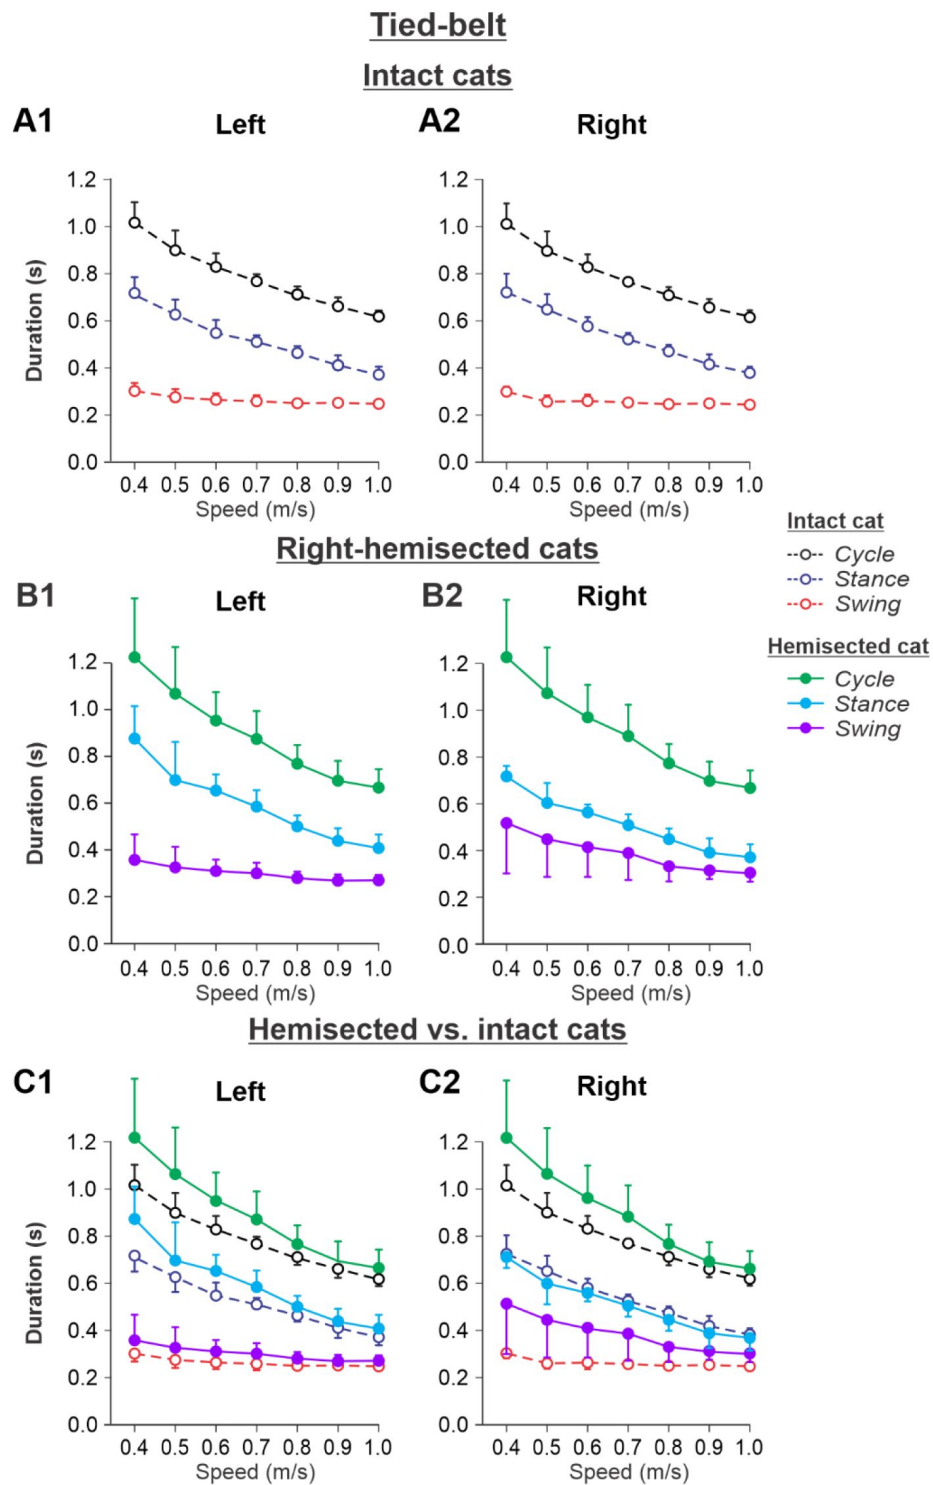 Tied-belt
Intact cats
A1 Left A2 Right
1.2 1.2
1.0 1.0
0.8 0.8
0.6 0.6
0.4 0.4
0.2 0.2
0.0 0.0
Duration (s)
0.4 0.5 0.6 0.7 0.8 0.9 1.0 0.4 0.5 0.6 0.7 0.8 0.9 1.0
Speed (m/s) Speed (m/s)
Intact cat
Cycle
Stance
Swing
Hemisected cat
Cycle
Stance
Swing
Right-hemisected cats
B1 Left B2 Right
1.2 1.2
1.0 1.0
0.8 0.8
0.6 0.6
0.4 0.4
0.2 0.2
0.0 0.0
Duration (s)
0.4 0.5 0.6 0.7 0.8 0.9 1.0 0.4 0.5 0.6 0.7 0.8 0.9 1.0
Speed (m/s) Speed (m/s)
Hemisected vs. intact cats
C1 Left C2 Right
1.2 1.2
1.0 1.0
0.8 0.8
0.6 0.6
0.4 0.4
0.2 0.2
0.0 0.0
Duration (s)
0.4 0.5 0.6 0.7 0.8 0.9 1.0 0.4 0.5 0.6 0.7 0.8 0.9 1.0
Speed (m/s) Speed (m/s)